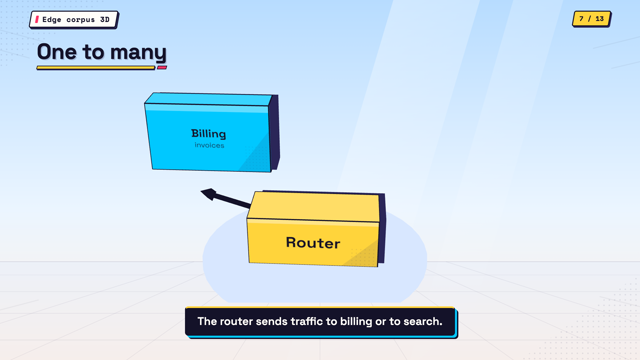 Edge corpus 3D
7 / 13
One to many
Billing
invoices
Router
The router sends traffic to billing or to search.